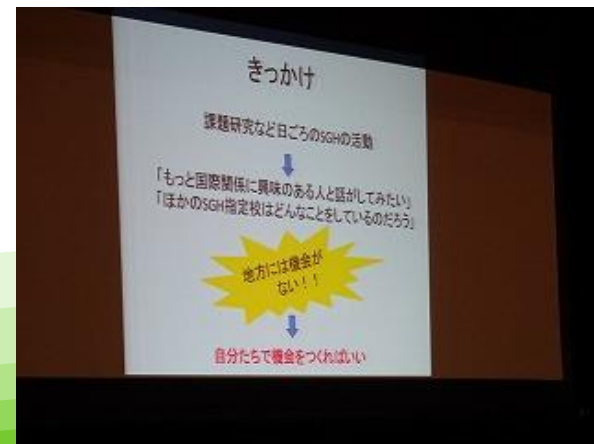 きっかけ
課題研究など日ごろのSGHの活動
「もっと国際関係に興味のある人と話がしてみたい」
「ほかのSGH指定校はどんなことをしているのだろう」
地方には機会が
ない！！
自分たちで機会をつくればいい